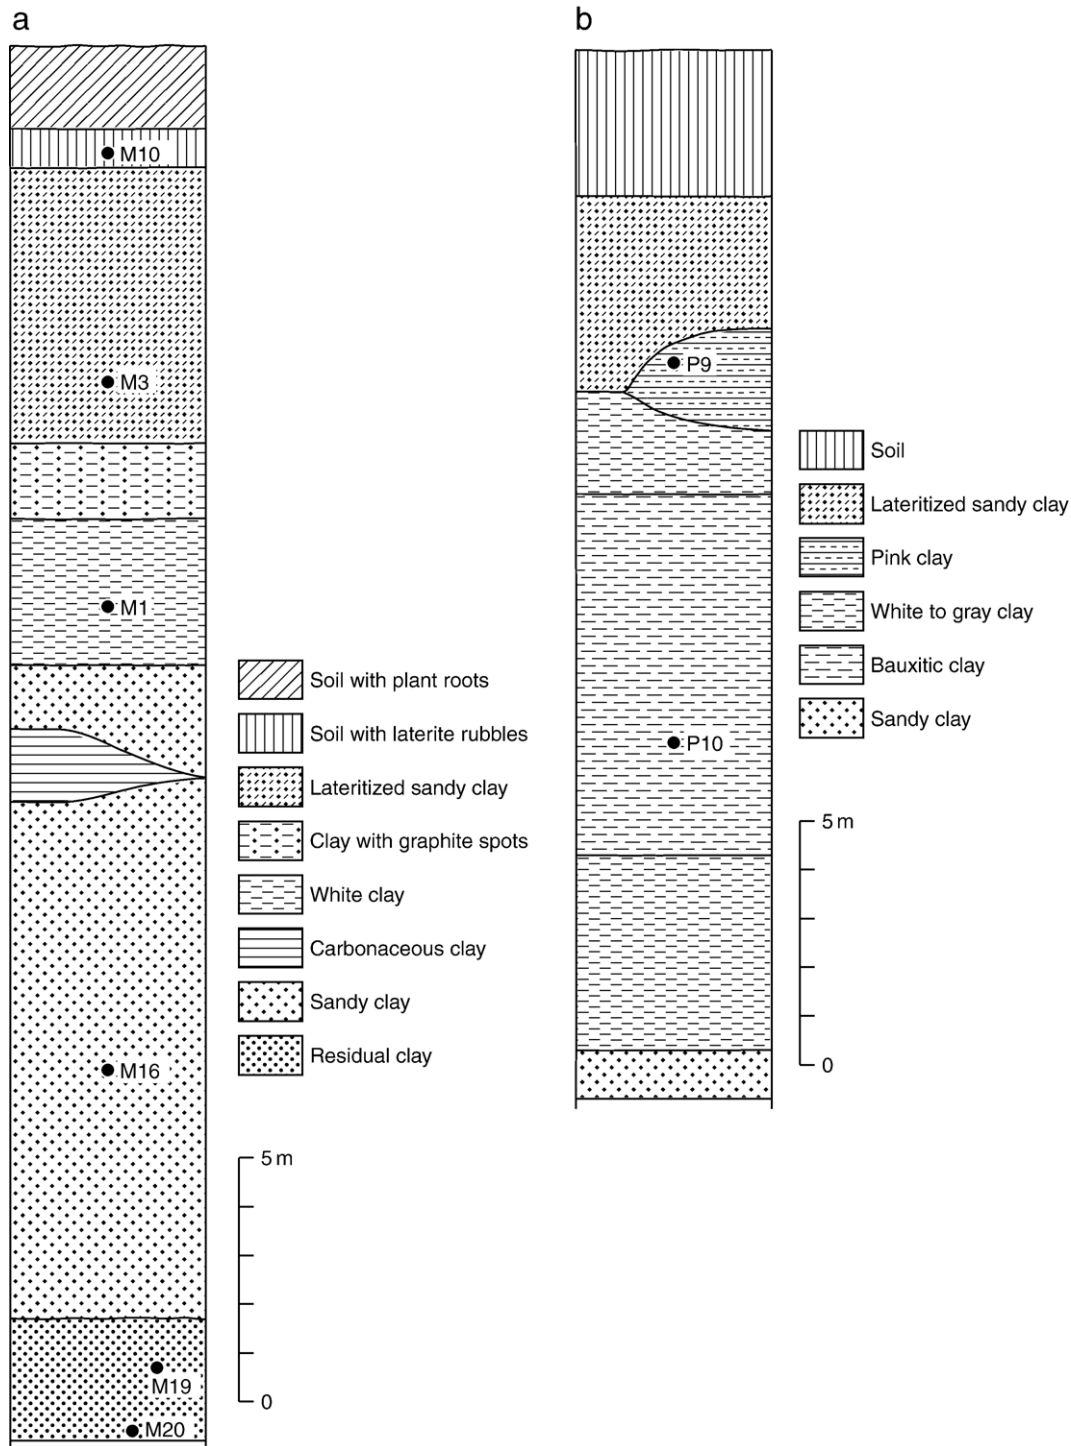 a
M10
M3
M1
M16
M19
M20
Soil with plant roots
Soil with laterite rubbles
Lateritized sandy clay
Clay with graphite spots
White clay
Carbonaceous clay
Sandy clay
Residual clay
5 m
0
b
P9
P10
Soil
Lateritized sandy clay
Pink clay
White to gray clay
Bauxitic clay
Sandy clay
5 m
0